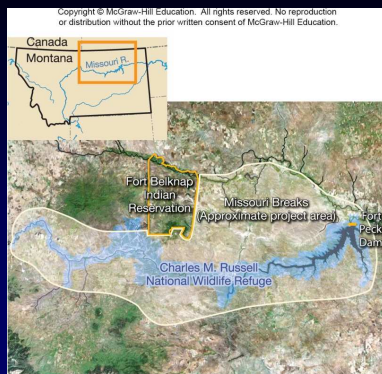 Copyright © McGraw-Hill Education. All rights reserved. No reproduction
or distribution without the prior written consent of McGraw-Hill Education.
Canada
Montana
Missouri R.
Fort Belknap
Indian
Reservation
Missouri Breaks
(Approximate project area)
Fort
Peck
Dam
Charles M. Russell
National Wildlife Refuge